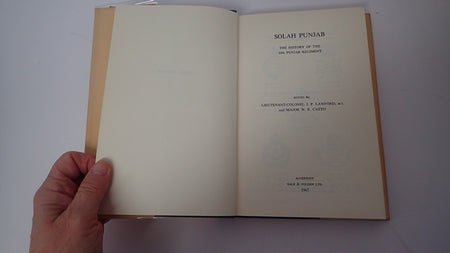 SOLAH PUNJAB
THE HISTORY OF THE
16th PUNJAB REGIMENT
EDITED BY
LIEUTENANT-COLONEL J. P. LAWFORD, M.C.
and MAJOR W. E. CATTO
ALDERSHOT
GALE & POLDEN LTD.
1967